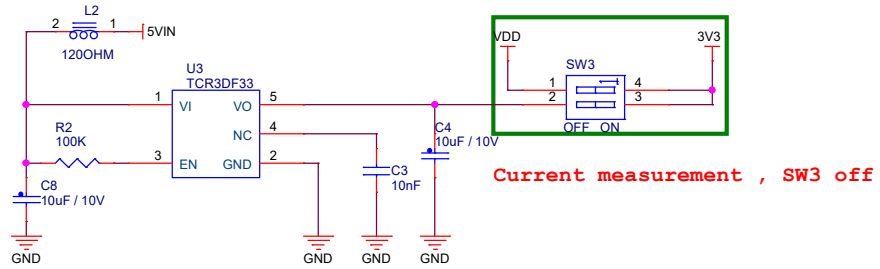 L2
2 1 5VIN
120OHM
VDD 3V3
U3
TCR3DF33
SW3
1 4
2 3
OFF ON
1 VI VO 5
R2
100K
NC 4
C4
10uF / 10V
3 EN GND 2
C3
10nF
C8
10uF / 10V
Current measurement , SW3 off
GND GND GND GND